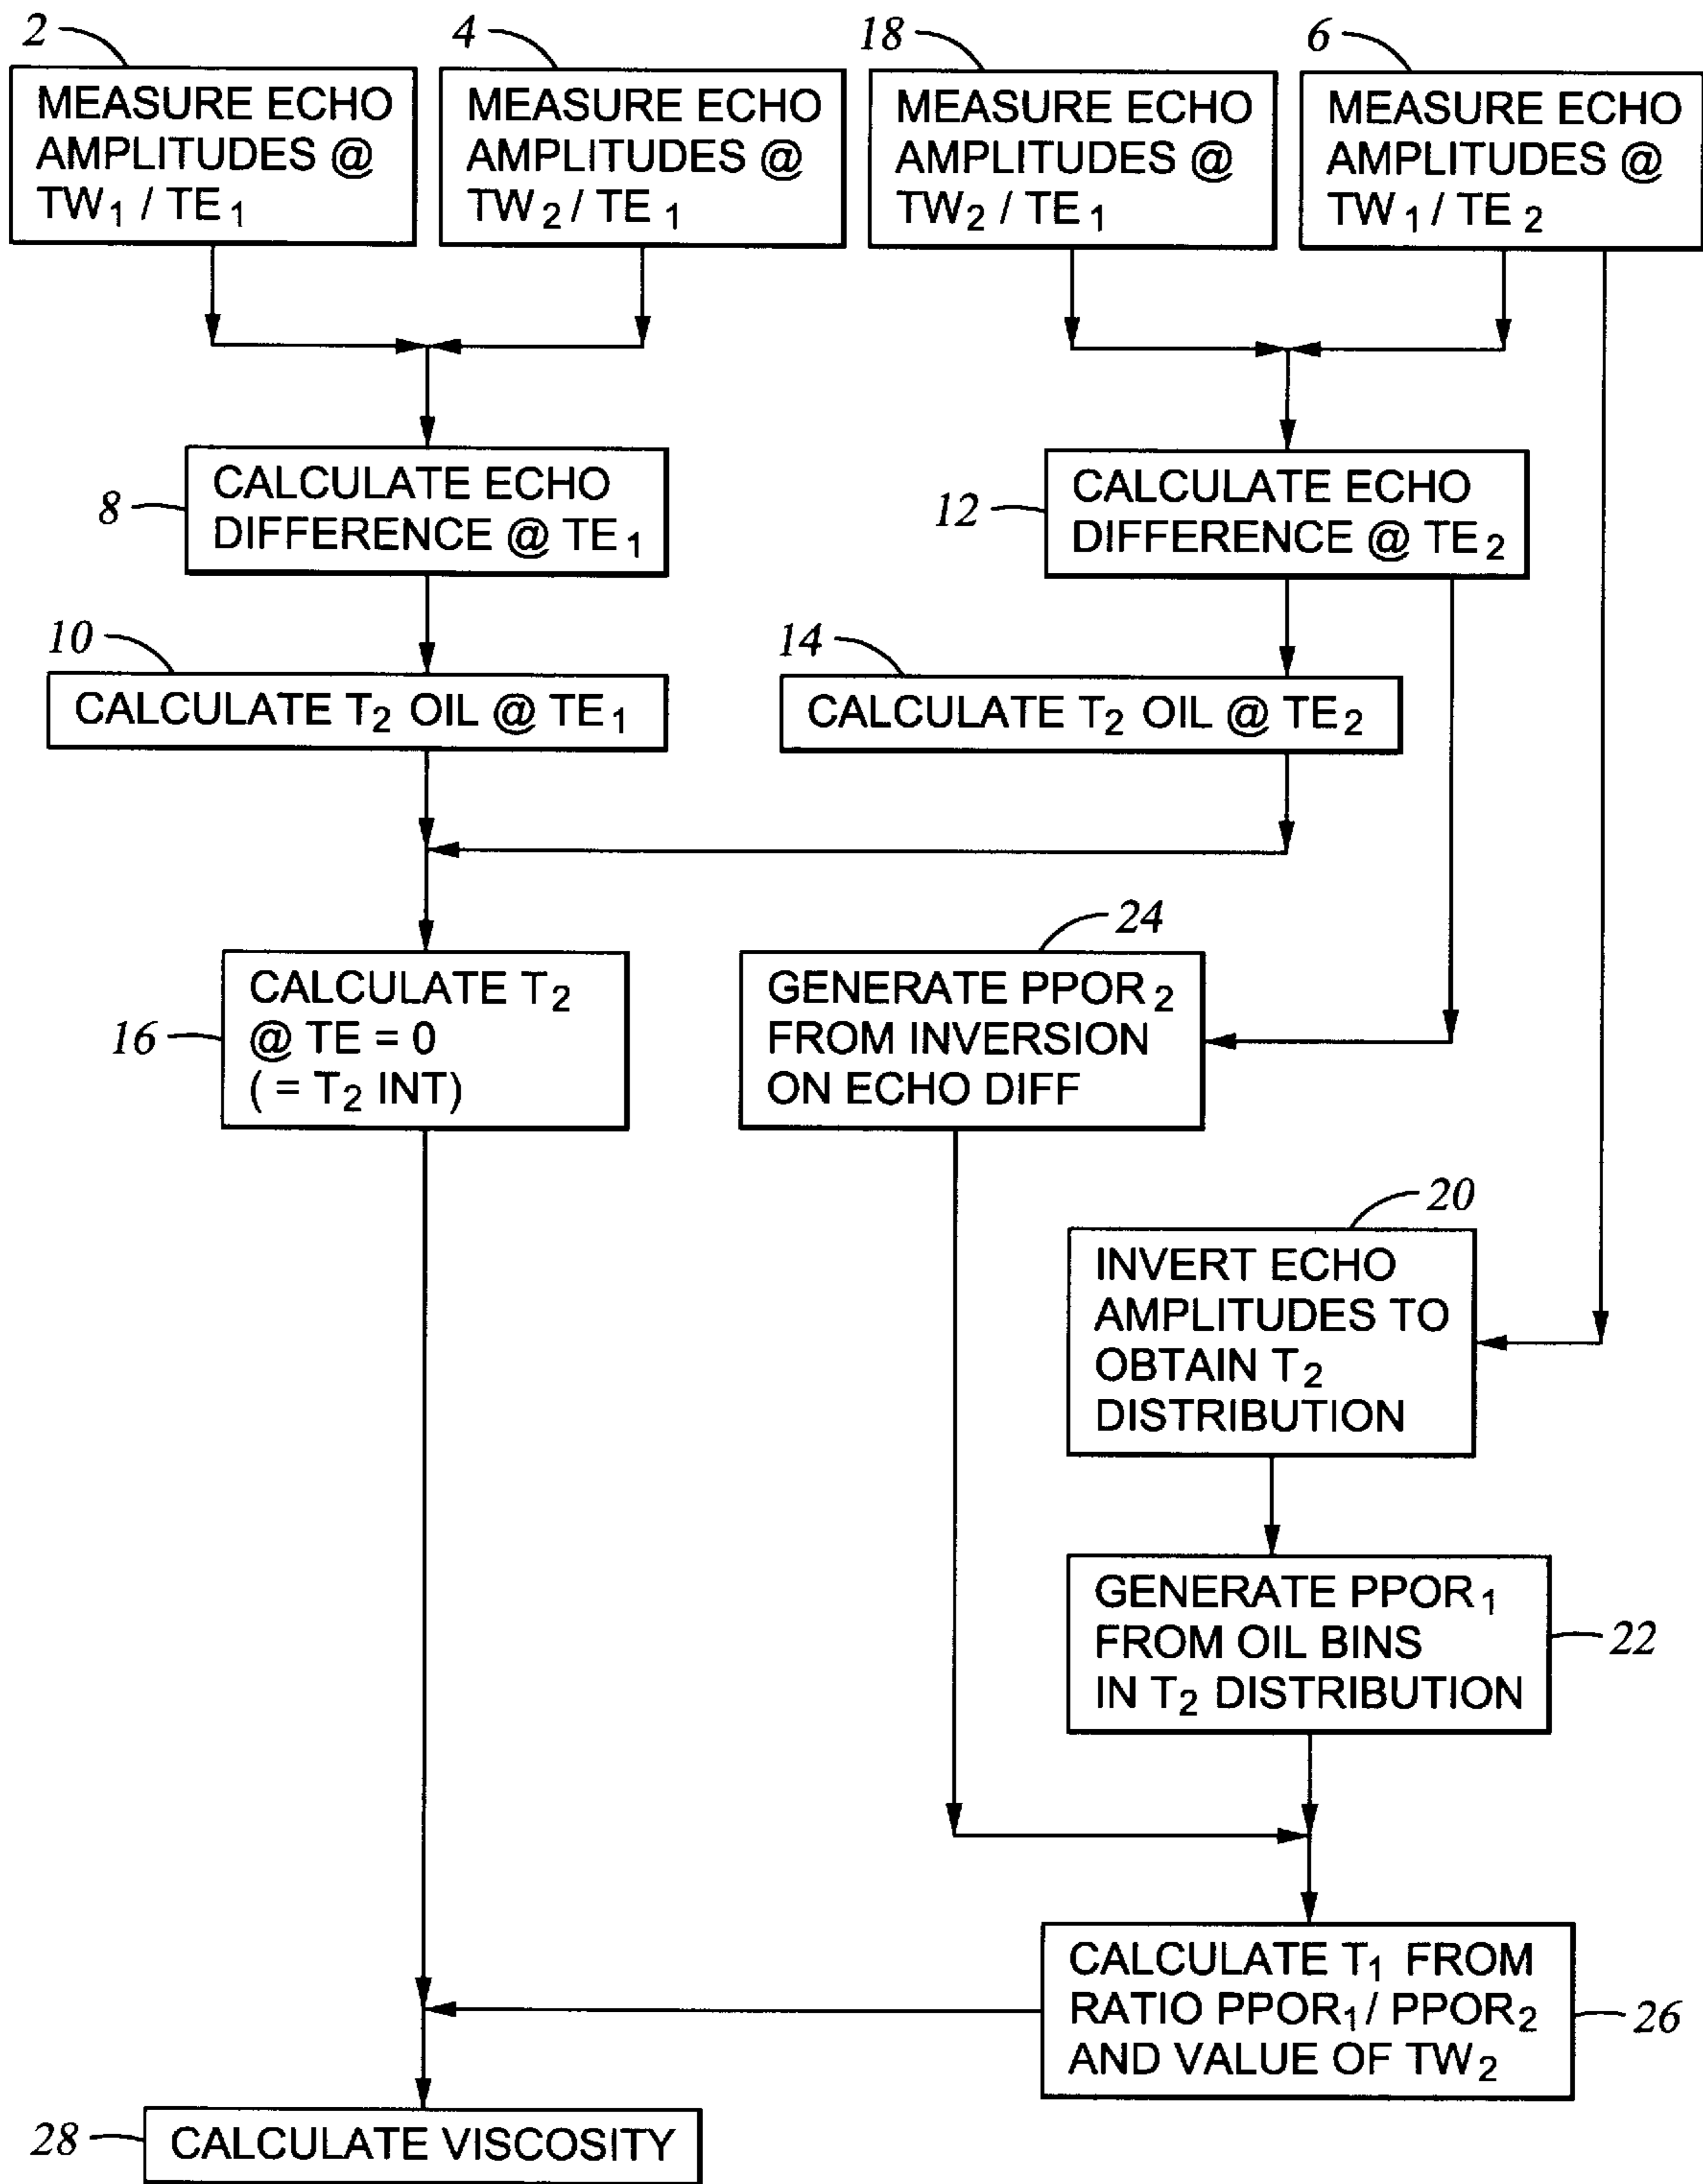 2
MEASURE ECHO
AMPLITUDES @
TW₁ / TE₁
4
MEASURE ECHO
AMPLITUDES @
TW₂ / TE₁
18
MEASURE ECHO
AMPLITUDES @
TW₂ / TE₁
6
MEASURE ECHO
AMPLITUDES @
TW₁ / TE₂
8
CALCULATE ECHO
DIFFERENCE @ TE₁
12
CALCULATE ECHO
DIFFERENCE @ TE₂
10
CALCULATE T₂ OIL @ TE₁
14
CALCULATE T₂ OIL @ TE₂
16
CALCULATE T₂
@ TE = 0
( = T₂ INT)
24
GENERATE PPOR₂
FROM INVERSION
ON ECHO DIFF
20
INVERT ECHO
AMPLITUDES TO
OBTAIN T₂
DISTRIBUTION
GENERATE PPOR₁
FROM OIL BINS
IN T₂ DISTRIBUTION
22
CALCULATE T₁ FROM
RATIO PPOR₁ / PPOR₂
AND VALUE OF TW₂
26
28
CALCULATE VISCOSITY